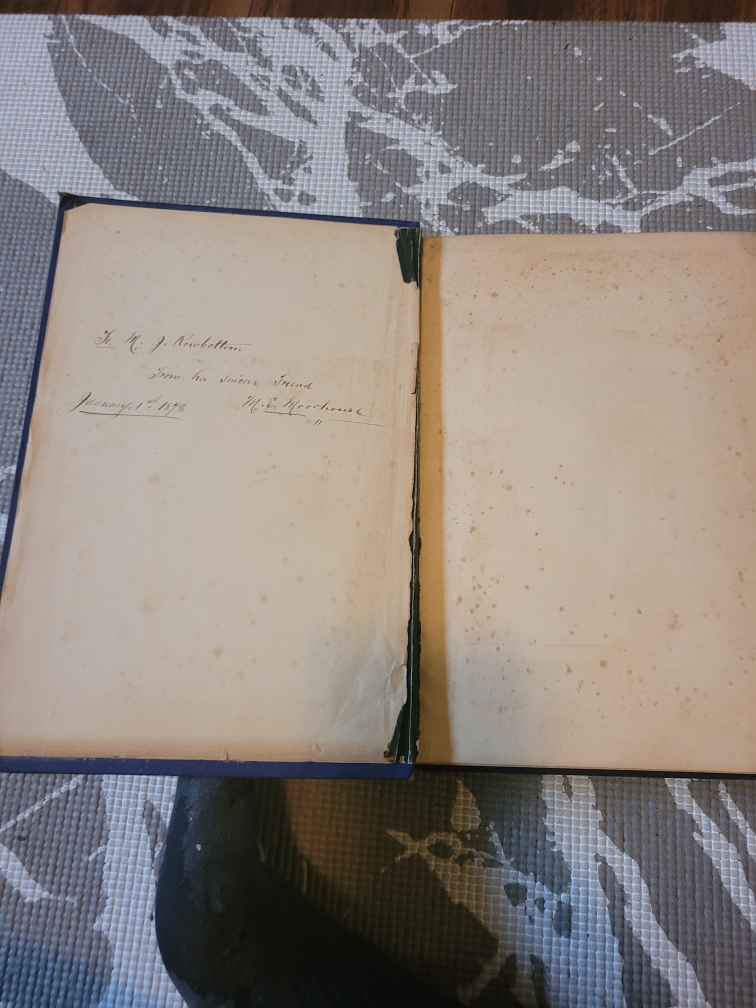 To M. J. Rowbottom
From her sincere Friend
January, 1st 1878
M. E. Moorhouse
"